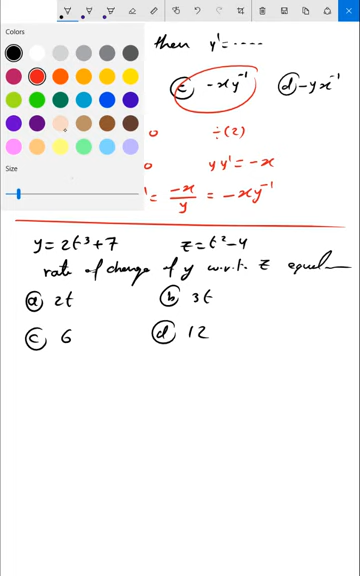 Colors
Size
then y' = .....
ⓒ -xy⁻¹ ⓓ -yx⁻¹
o ÷(2)
o yy' = -x
' = -x/y = -xy⁻¹
y = 2t³+7 z = t²-4
rate of change of y w.r.t. z equal
ⓐ 2t ⓑ 3t
ⓒ 6 ⓓ 12